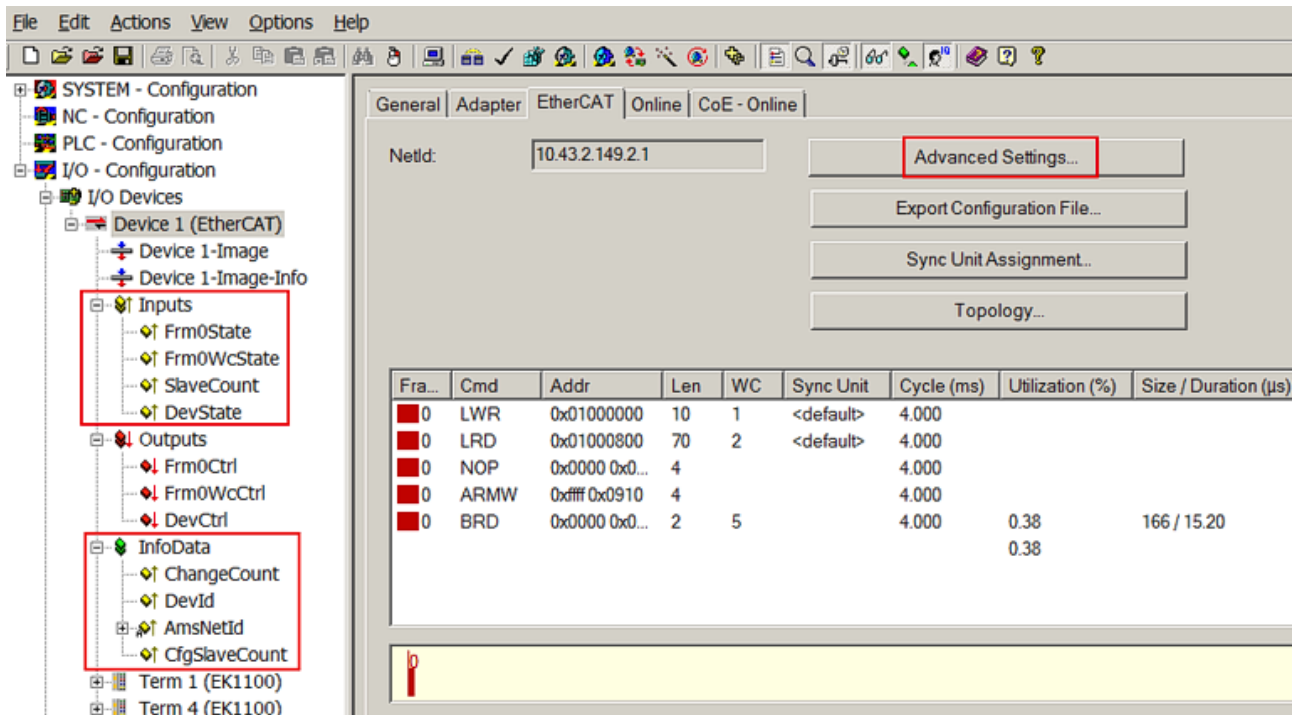 File Edit Actions View Options Help
SYSTEM - Configuration
NC - Configuration
PLC - Configuration
I/O - Configuration
I/O Devices
Device 1 (EtherCAT)
Device 1-Image
Device 1-Image-Info
Inputs
Frm0State
Frm0WcState
SlaveCount
DevState
Outputs
Frm0Ctrl
Frm0WcCtrl
DevCtrl
InfoData
ChangeCount
DevId
AmsNetId
CfgSlaveCount
Term 1 (EK1100)
Term 4 (EK1100)
General Adapter EtherCAT Online CoE - Online
NetId: 10.43.2.149.2.1 Advanced Settings...
Export Configuration File...
Sync Unit Assignment...
Topology...
Fra... Cmd Addr Len WC Sync Unit Cycle (ms) Utilization (%) Size / Duration (µs)
0 LWR 0x01000000 10 1 <default> 4.000
0 LRD 0x01000800 70 2 <default> 4.000
0 NOP 0x0000 0x0... 4 4.000
0 ARMW 0xffff 0x0910 4 4.000
0 BRD 0x0000 0x0... 2 5 4.000 0.38 166 / 15.20
0.38
0